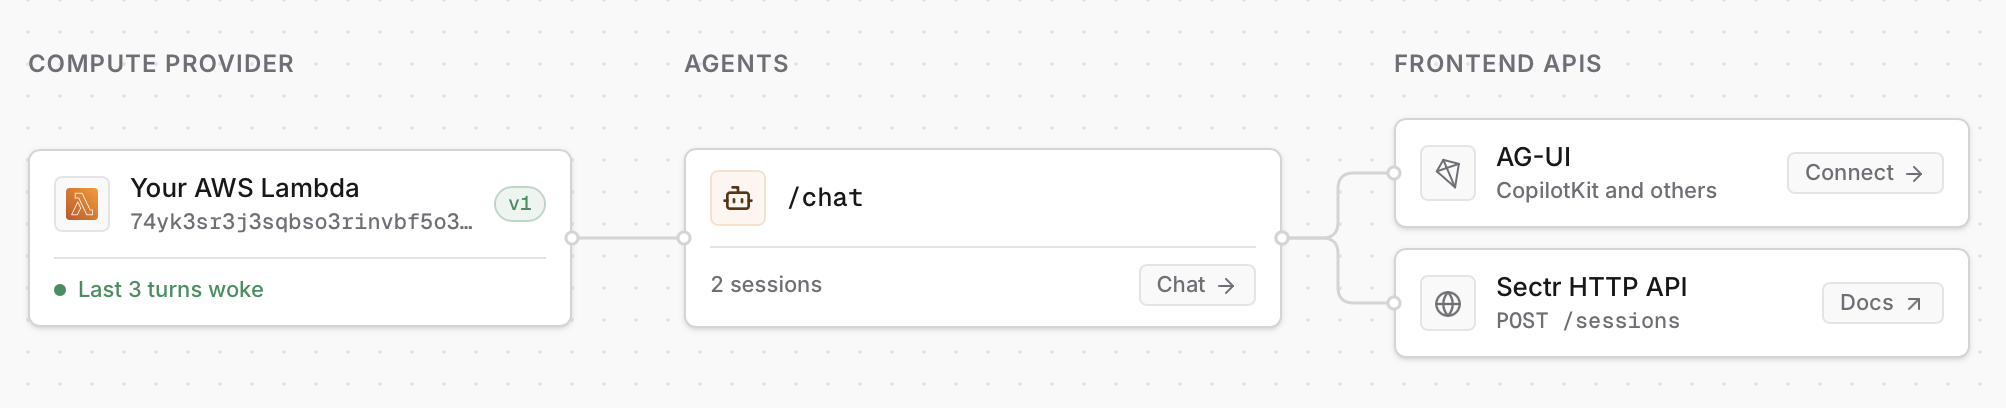 COMPUTE PROVIDER
AGENTS
FRONTEND APIS
Your AWS Lambda
74yk3sr3j3sqbso3rinvbf5o3…
v1
Last 3 turns woke
/chat
2 sessions
Chat →
AG-UI
CopilotKit and others
Connect →
Sectr HTTP API
POST /sessions
Docs ↗